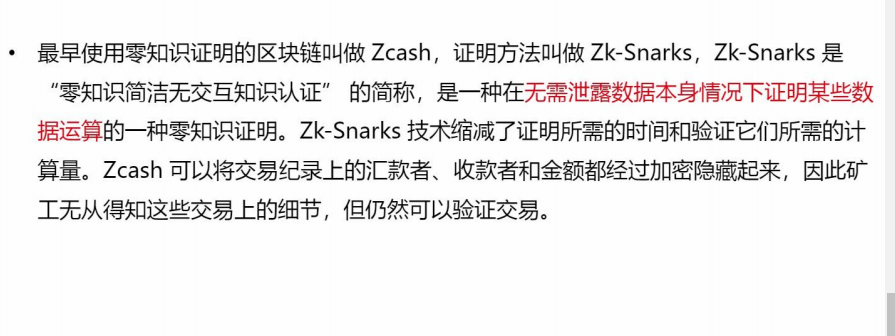 • 最早使用零知识证明的区块链叫做 Zcash，证明方法叫做 Zk-Snarks，Zk-Snarks 是
“零知识简洁无交互知识认证” 的简称，是一种在无需泄露数据本身情况下证明某些数
据运算的一种零知识证明。Zk-Snarks 技术缩减了证明所需的时间和验证它们所需的计
算量。Zcash 可以将交易纪录上的汇款者、收款者和金额都经过加密隐藏起来，因此矿
工无从得知这些交易上的细节，但仍然可以验证交易。